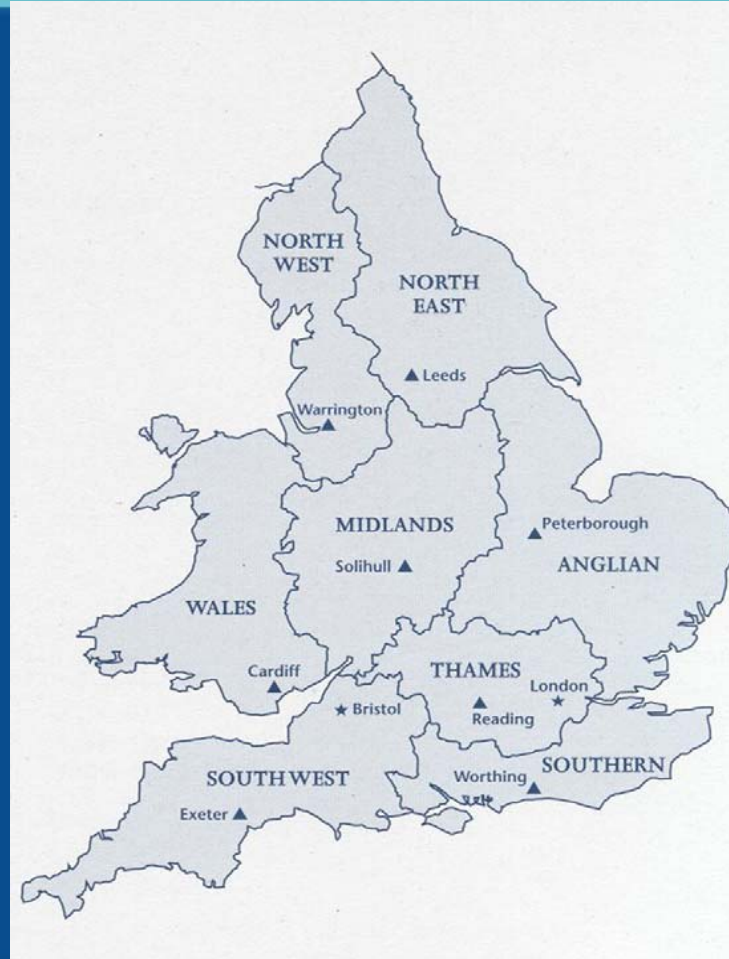 NORTH
WEST
NORTH
EAST
Leeds
Warrington
MIDLANDS
Peterborough
Solihull
ANGLIAN
WALES
Cardiff
THAMES
London
Bristol
Reading
SOUTH WEST
Worthing
SOUTHERN
Exeter